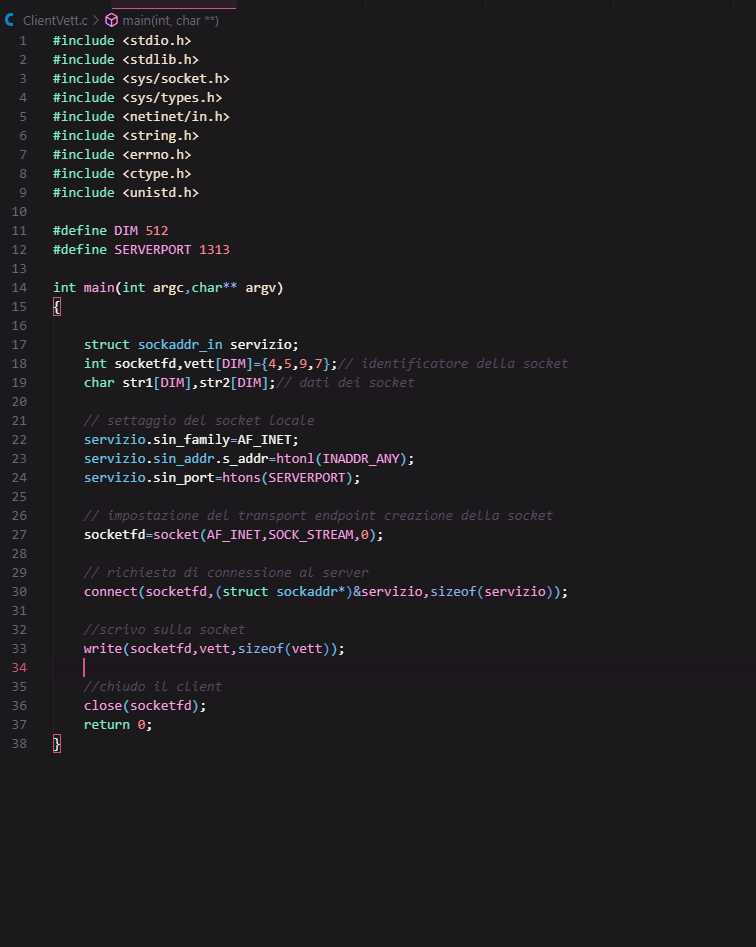 ClientVett.c > main(int, char **)
1 #include <stdio.h>
2 #include <stdlib.h>
3 #include <sys/socket.h>
4 #include <sys/types.h>
5 #include <netinet/in.h>
6 #include <string.h>
7 #include <errno.h>
8 #include <ctype.h>
9 #include <unistd.h>
10
11 #define DIM 512
12 #define SERVERPORT 1313
13
14 int main(int argc,char** argv)
15 {
16
17     struct sockaddr_in servizio;
18     int socketfd,vett[DIM]={4,5,9,7};// identificatore della socket
19     char str1[DIM],str2[DIM];// dati dei socket
20
21     // settaggio del socket locale
22     servizio.sin_family=AF_INET;
23     servizio.sin_addr.s_addr=htonl(INADDR_ANY);
24     servizio.sin_port=htons(SERVERPORT);
25
26     // impostazione del transport endpoint creazione della socket
27     socketfd=socket(AF_INET,SOCK_STREAM,0);
28
29     // richiesta di connessione al server
30     connect(socketfd,(struct sockaddr*)&servizio,sizeof(servizio));
31
32     //scrivo sulla socket
33     write(socketfd,vett,sizeof(vett));
34
35     //chiudo il client
36     close(socketfd);
37     return 0;
38 }